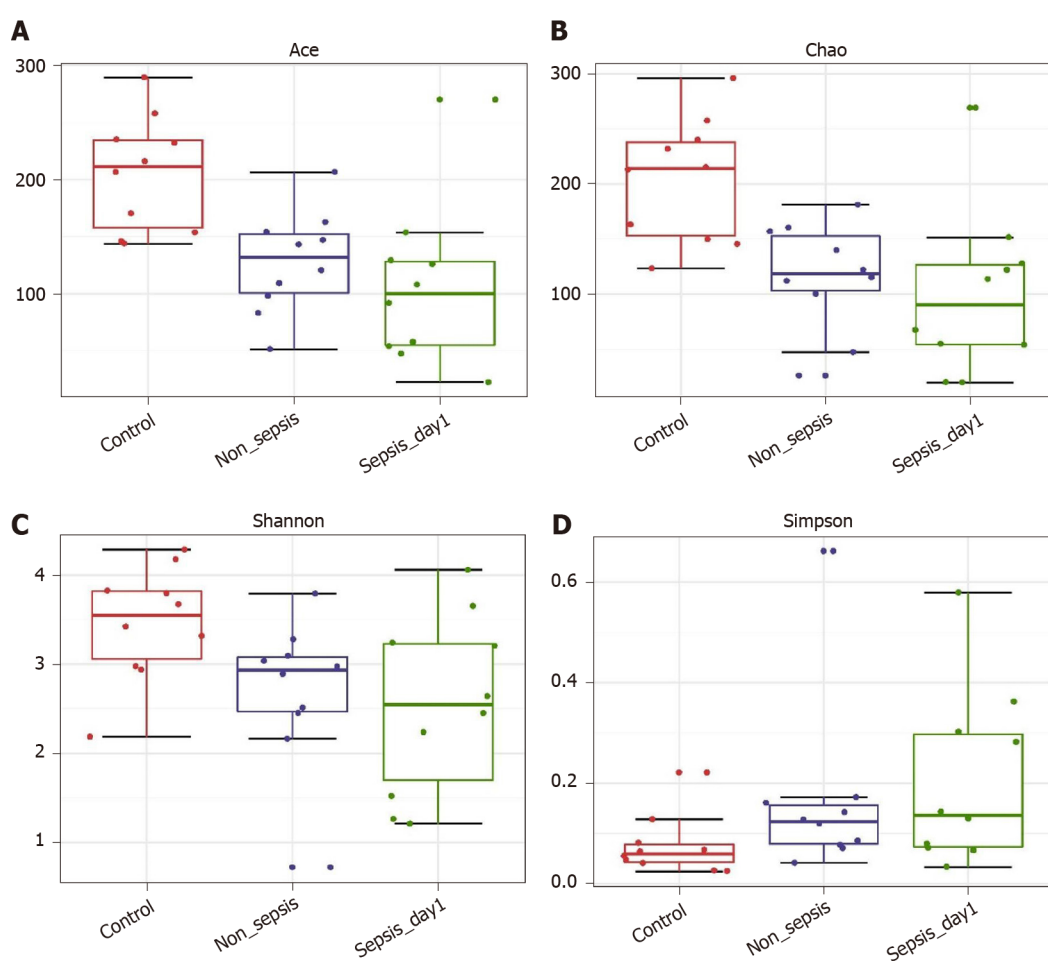 A
Ace
300
200
100
Control
Non_sepsis
Sepsis_day1
B
Chao
300
200
100
Control
Non_sepsis
Sepsis_day1
C
Shannon
4
3
2
1
Control
Non_sepsis
Sepsis_day1
D
Simpson
0.6
0.4
0.2
0.0
Control
Non_sepsis
Sepsis_day1